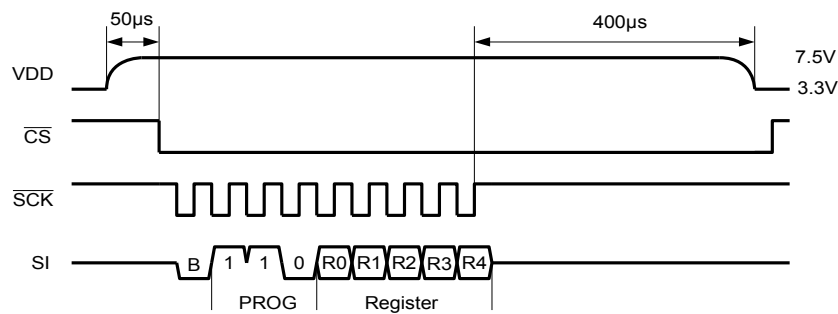 50µs
400µs
VDD
7.5V
3.3V
CS
SCK
SI
B 1 1 0 R0 R1 R2 R3 R4
PROG Register